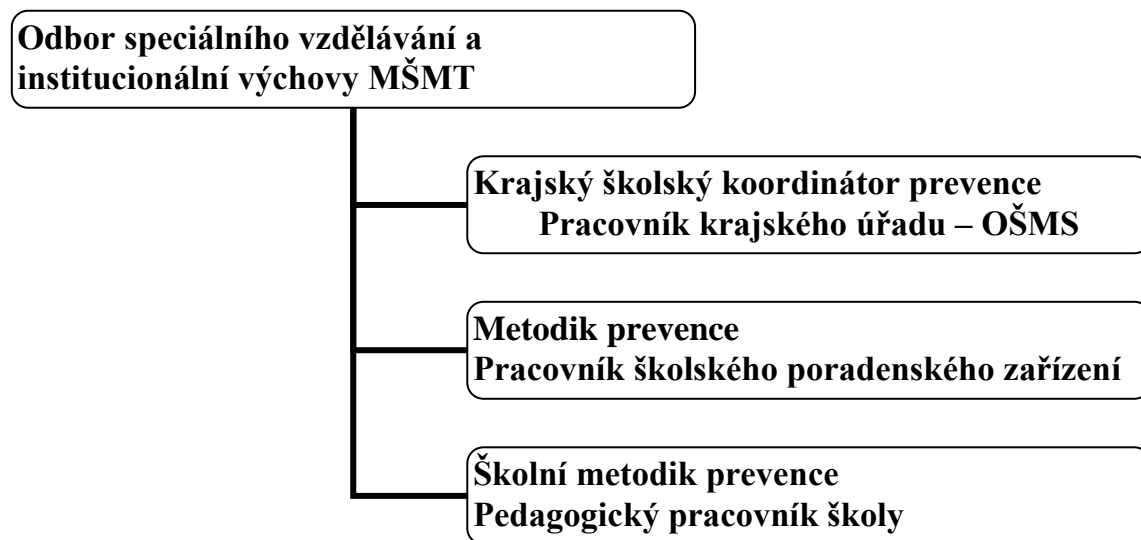 Odbor speciálního vzdělávání a
institucionální výchovy MŠMT
Krajský školský koordinátor prevence
Pracovník krajského úřadu – OŠMS
Metodik prevence
Pracovník školského poradenského zařízení
Školní metodik prevence
Pedagogický pracovník školy